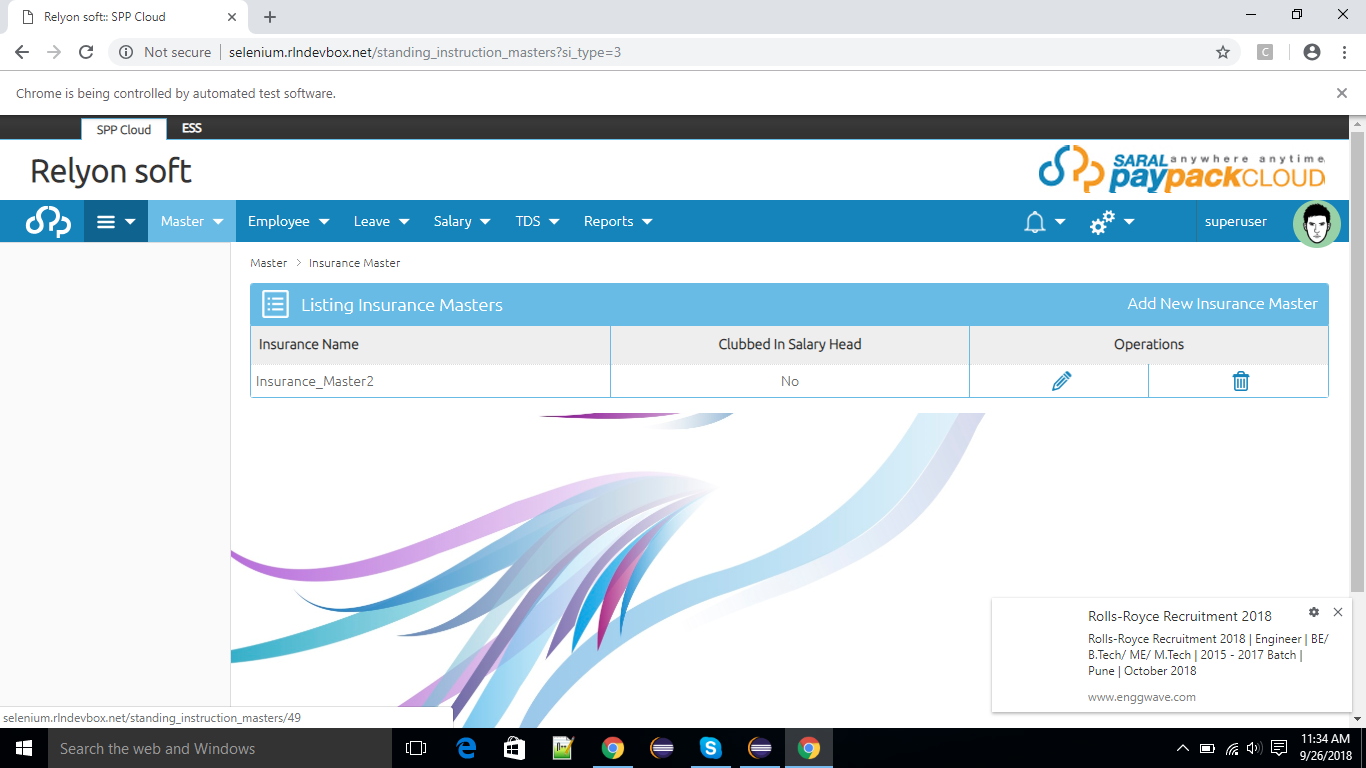 Relyon soft:: SPP Cloud
Not secure | selenium.rlndevbox.net/standing_instruction_masters?si_type=3
C
Chrome is being controlled by automated test software.
SPP Cloud ESS
Relyon soft
SARAL anywhere anytime
paypackCLOUD
Master Employee Leave Salary TDS Reports superuser
Master > Insurance Master
Listing Insurance Masters Add New Insurance Master
Insurance Name Clubbed In Salary Head Operations
Insurance_Master2 No
Rolls-Royce Recruitment 2018
Rolls-Royce Recruitment 2018 | Engineer | BE/
B.Tech/ ME/ M.Tech | 2015 - 2017 Batch |
Pune | October 2018
www.enggwave.com
selenium.rlndevbox.net/standing_instruction_masters/49
Search the web and Windows
11:34 AM
9/26/2018